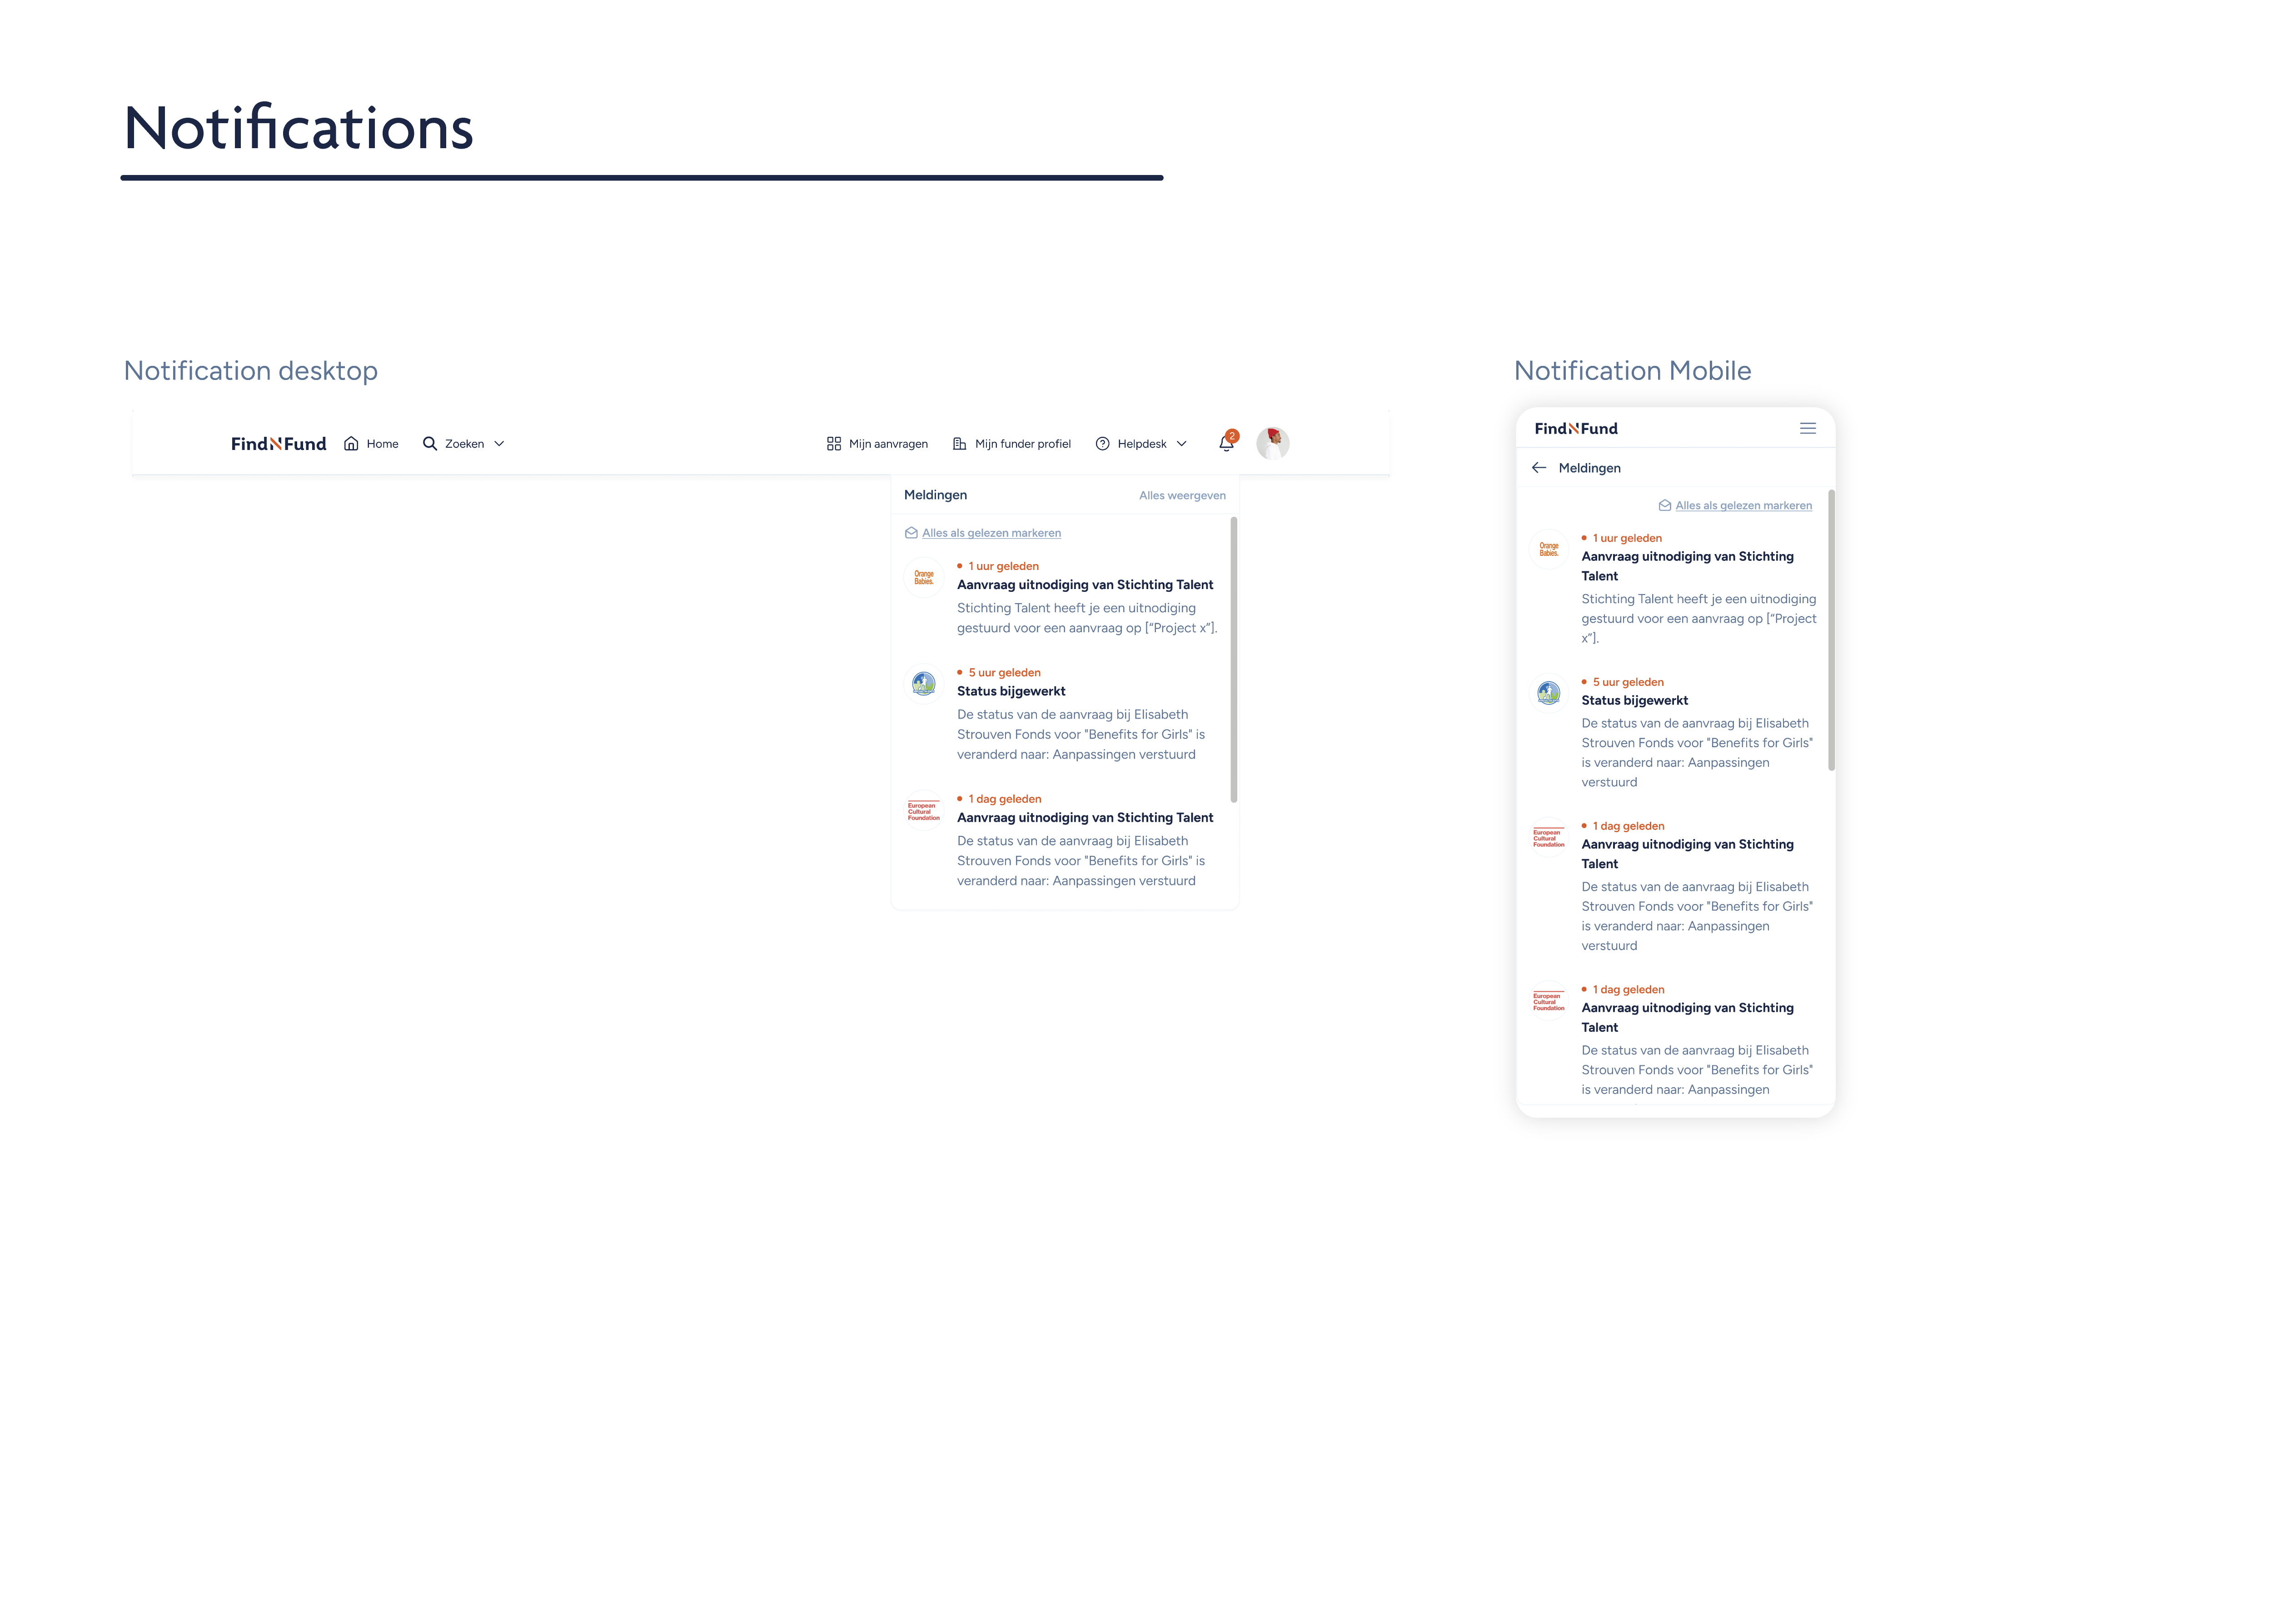 Notifications
Notification desktop
FindNFund
Home
Zoeken
Mijn aanvragen
Mijn funder profiel
Helpdesk
2
Meldingen
Alles weergeven
Alles als gelezen markeren
Orange
Babies.
1 uur geleden
Aanvraag uitnodiging van Stichting Talent
Stichting Talent heeft je een uitnodiging
gestuurd voor een aanvraag op [“Project x”].
5 uur geleden
Status bijgewerkt
De status van de aanvraag bij Elisabeth
Strouven Fonds voor "Benefits for Girls" is
veranderd naar: Aanpassingen verstuurd
European
Cultural
Foundation
1 dag geleden
Aanvraag uitnodiging van Stichting Talent
De status van de aanvraag bij Elisabeth
Strouven Fonds voor "Benefits for Girls" is
veranderd naar: Aanpassingen verstuurd
Notification Mobile
FindNFund
Meldingen
Alles als gelezen markeren
Orange
Babies.
1 uur geleden
Aanvraag uitnodiging van Stichting
Talent
Stichting Talent heeft je een uitnodiging
gestuurd voor een aanvraag op [“Project
x”].
5 uur geleden
Status bijgewerkt
De status van de aanvraag bij Elisabeth
Strouven Fonds voor "Benefits for Girls"
is veranderd naar: Aanpassingen
verstuurd
European
Cultural
Foundation
1 dag geleden
Aanvraag uitnodiging van Stichting
Talent
De status van de aanvraag bij Elisabeth
Strouven Fonds voor "Benefits for Girls"
is veranderd naar: Aanpassingen
verstuurd
European
Cultural
Foundation
1 dag geleden
Aanvraag uitnodiging van Stichting
Talent
De status van de aanvraag bij Elisabeth
Strouven Fonds voor "Benefits for Girls"
is veranderd naar: Aanpassingen